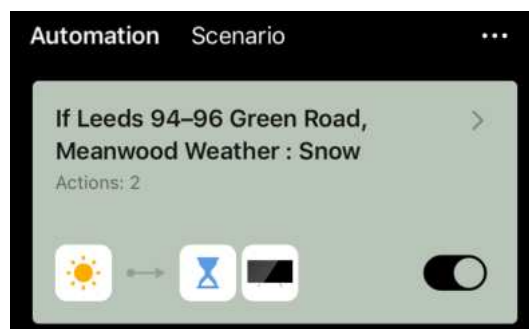 Automation Scenario
If Leeds 94–96 Green Road,
Meanwood Weather : Snow
Actions: 2